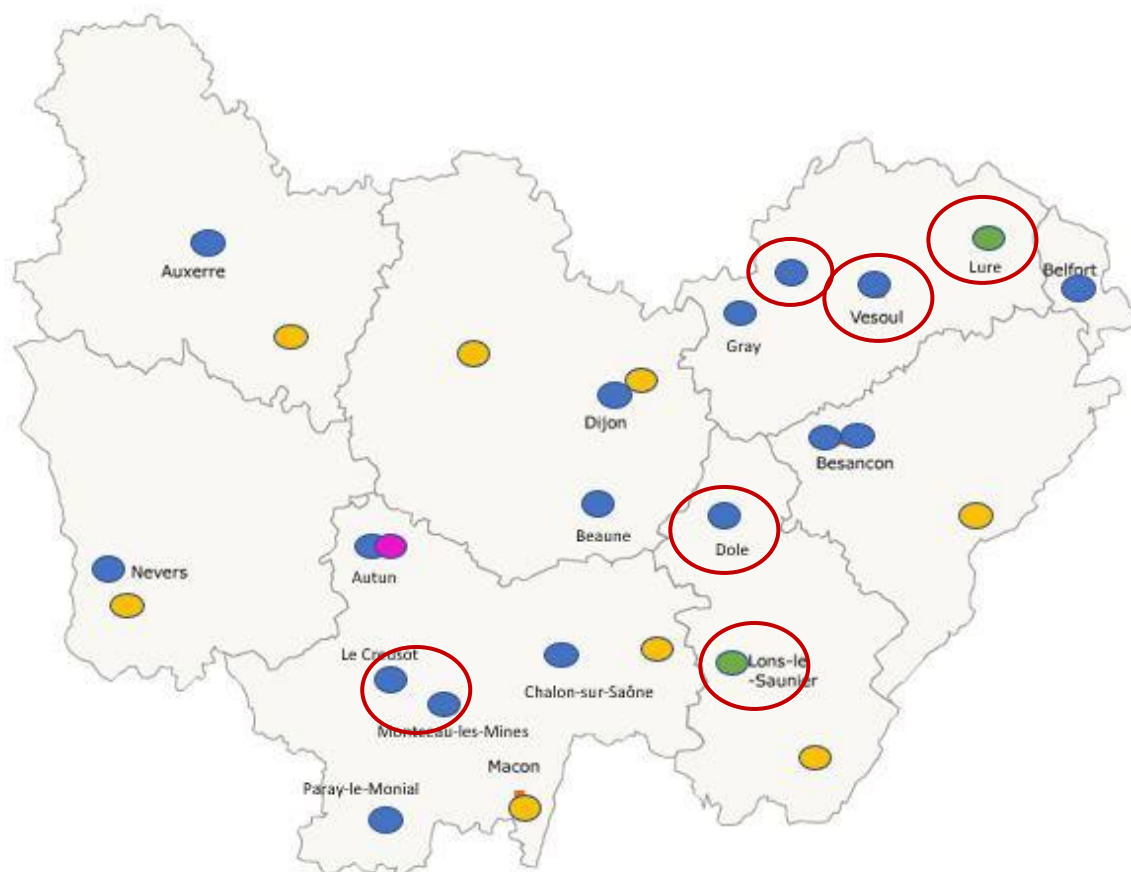 Auxerre
Lure
Belfort
Vesoul
Gray
Dijon
Besancon
Beaune
Dole
Nevers
Autun
Le Creusot
Lons-le
-Saunier
Chalon-sur-Saône
Montceau-les-Mines
Macon
Paray-le-Monial